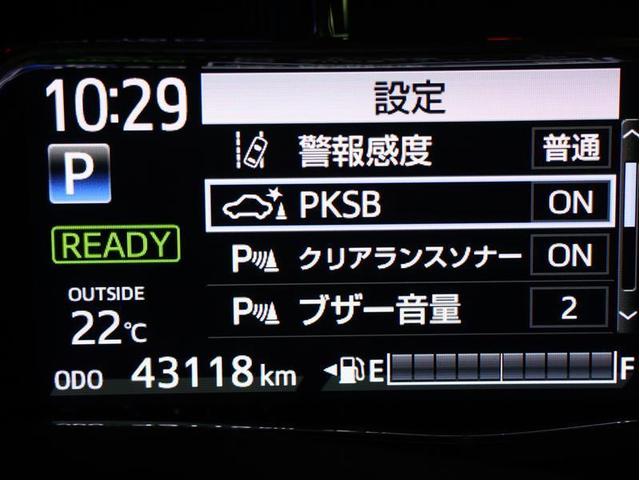 10:29
設定
警報感度 普通
P
PKSB ON
READY
P クリアランスソナー ON
OUTSIDE
22℃
P ブザー音量 2
ODO 43118 km
E F